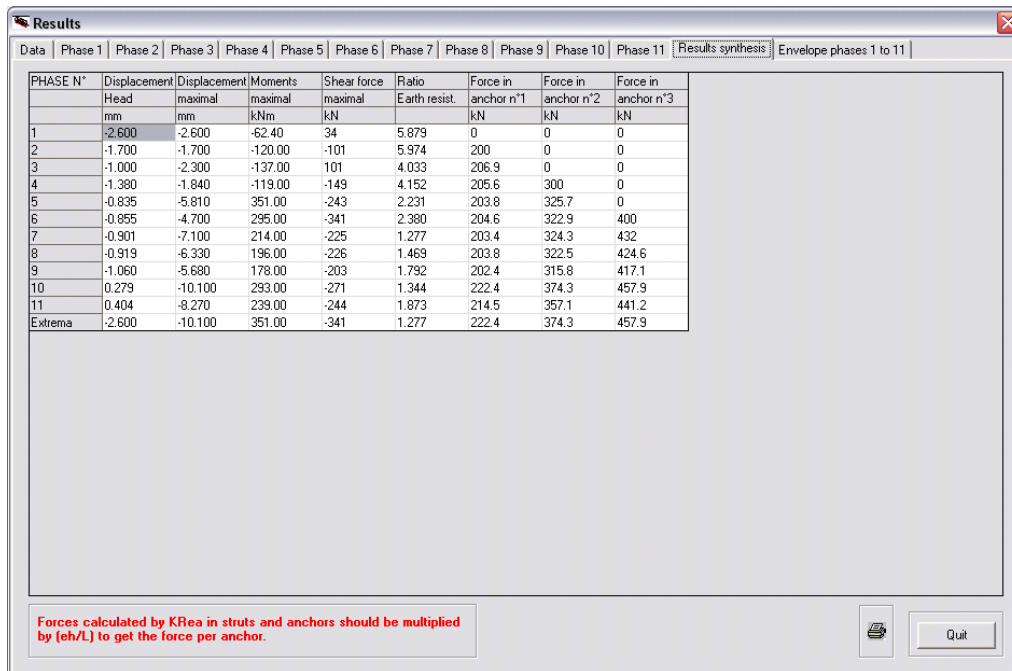 Results
Data Phase 1 Phase 2 Phase 3 Phase 4 Phase 5 Phase 6 Phase 7 Phase 8 Phase 9 Phase 10 Phase 11 Results synthesis Envelope phases 1 to 11
PHASE N° Displacement Displacement Moments Shear force Ratio Force in Force in Force in
Head maximal maximal maximal Earth resist. anchor n°1 anchor n°2 anchor n°3
mm mm kNm kN kN kN kN
1 -2.600 -2.600 -62.40 34 5.879 0 0 0
2 -1.700 -1.700 -120.00 -101 5.974 200 0 0
3 -1.000 -2.300 -137.00 101 4.033 206.9 0 0
4 -1.380 -1.840 -119.00 -149 4.152 205.6 300 0
5 -0.835 -5.810 351.00 -243 2.231 203.8 325.7 0
6 -0.855 -4.700 295.00 -341 2.380 204.6 322.9 400
7 -0.901 -7.100 214.00 -225 1.277 203.4 324.3 432
8 -0.919 -6.330 196.00 -226 1.469 203.8 322.5 424.6
9 -1.060 -5.680 178.00 -203 1.792 202.4 315.8 417.1
10 0.279 -10.100 293.00 -271 1.344 222.4 374.3 457.9
11 0.404 -8.270 239.00 -244 1.873 214.5 357.1 441.2
Extrema -2.600 -10.100 351.00 -341 1.277 222.4 374.3 457.9
Forces calculated by KRea in struts and anchors should be multiplied
by (eh/L) to get the force per anchor.
Quit